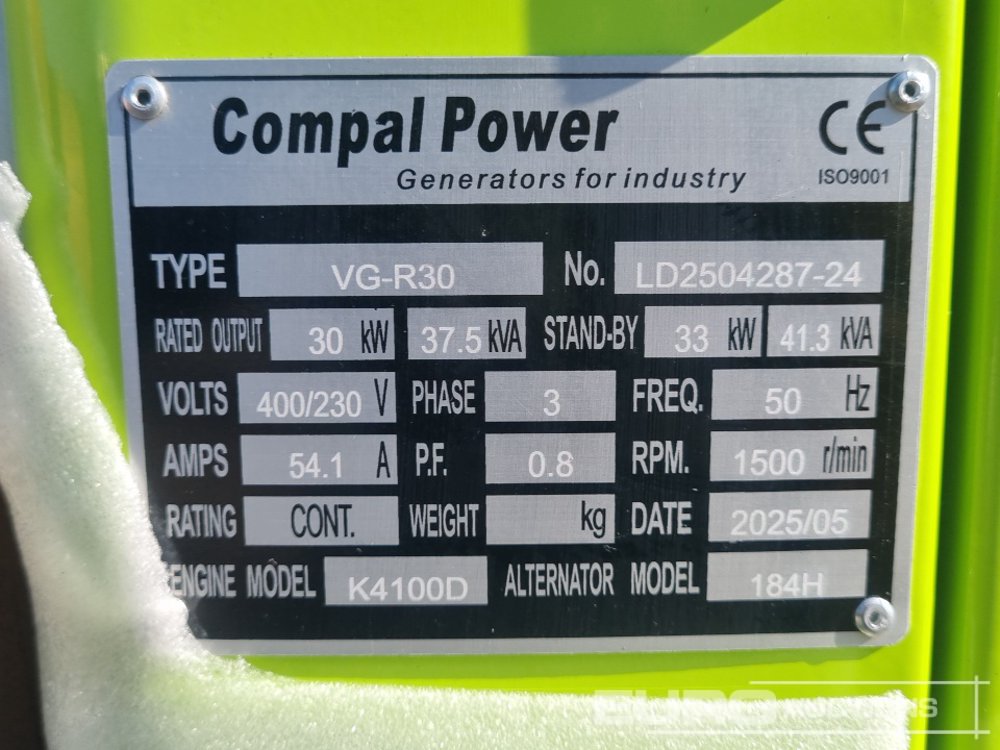 Compal Power
Generators for industry
CE
ISO9001
TYPE VG-R30 No. LD2504287-24
RATED OUTPUT 30 kW 37.5 kVA STAND-BY 33 kW 41.3 kVA
VOLTS 400/230 V PHASE 3 FREQ. 50 Hz
AMPS 54.1 A P.F. 0.8 RPM. 1500 r/min
RATING CONT. WEIGHT kg DATE 2025/05
ENGINE MODEL K4100D ALTERNATOR MODEL 184H
EURO AUCTIONS